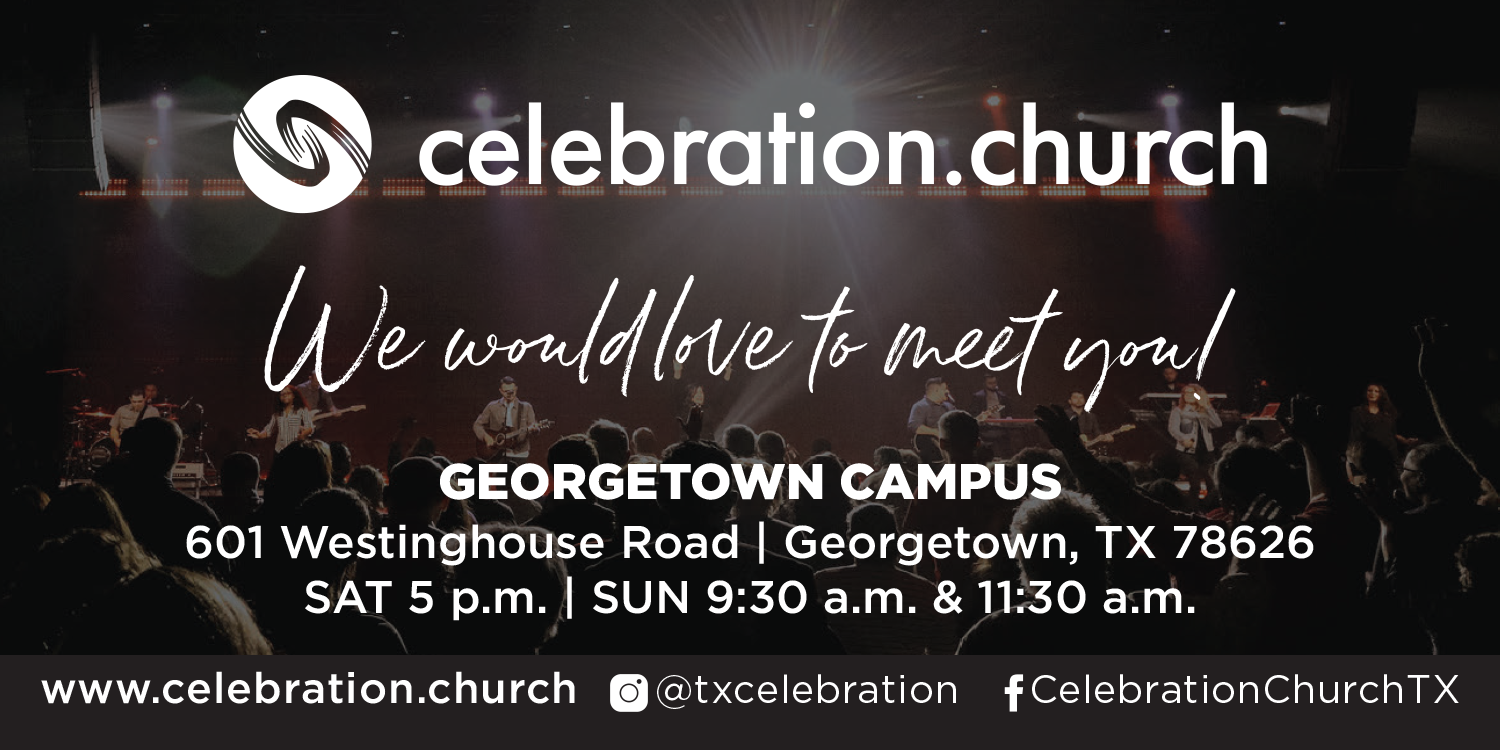 celebration.church
We would love to meet you!
GEORGETOWN CAMPUS
601 Westinghouse Road | Georgetown, TX 78626
SAT 5 p.m. | SUN 9:30 a.m. & 11:30 a.m.
www.celebration.church @txcelebration CelebrationChurchTX